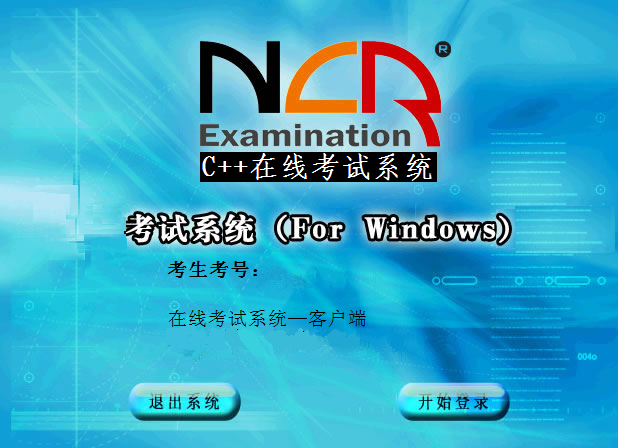 NCR®
Examination
C++在线考试系统
考试系统（For Windows）
考生考号：
在线考试系统—客户端
004o
退出系统
开始登录